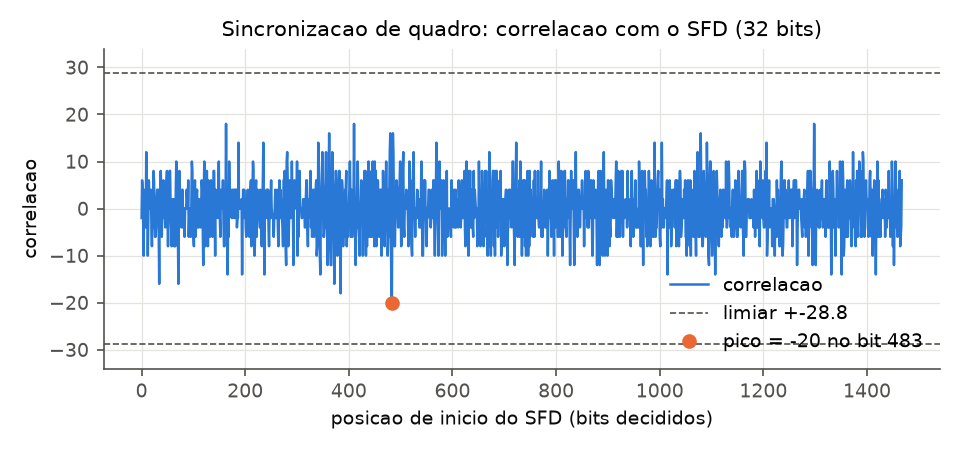 Sincronizacao de quadro: correlacao com o SFD (32 bits)
correlacao
30
20
10
0
−10
−20
−30
correlacao
limiar +-28.8
pico = -20 no bit 483
0 200 400 600 800 1000 1200 1400
posicao de inicio do SFD (bits decididos)